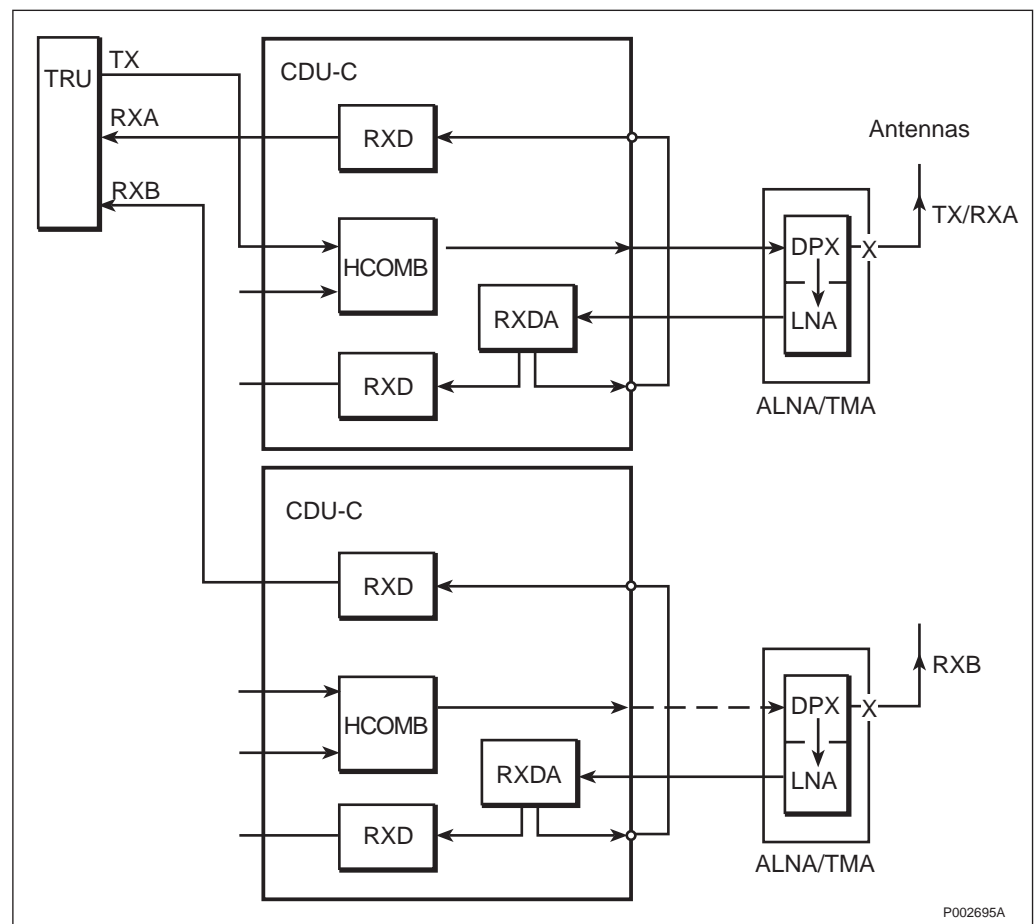 TX
CDU-C
TRU
RXA
RXD
Antennas
RXB
TX/RXA
DPX
X
HCOMB
RXDA
LNA
RXD
ALNA/TMA
CDU-C
RXD
RXB
DPX
X
HCOMB
RXDA
LNA
RXD
ALNA/TMA
P002695A